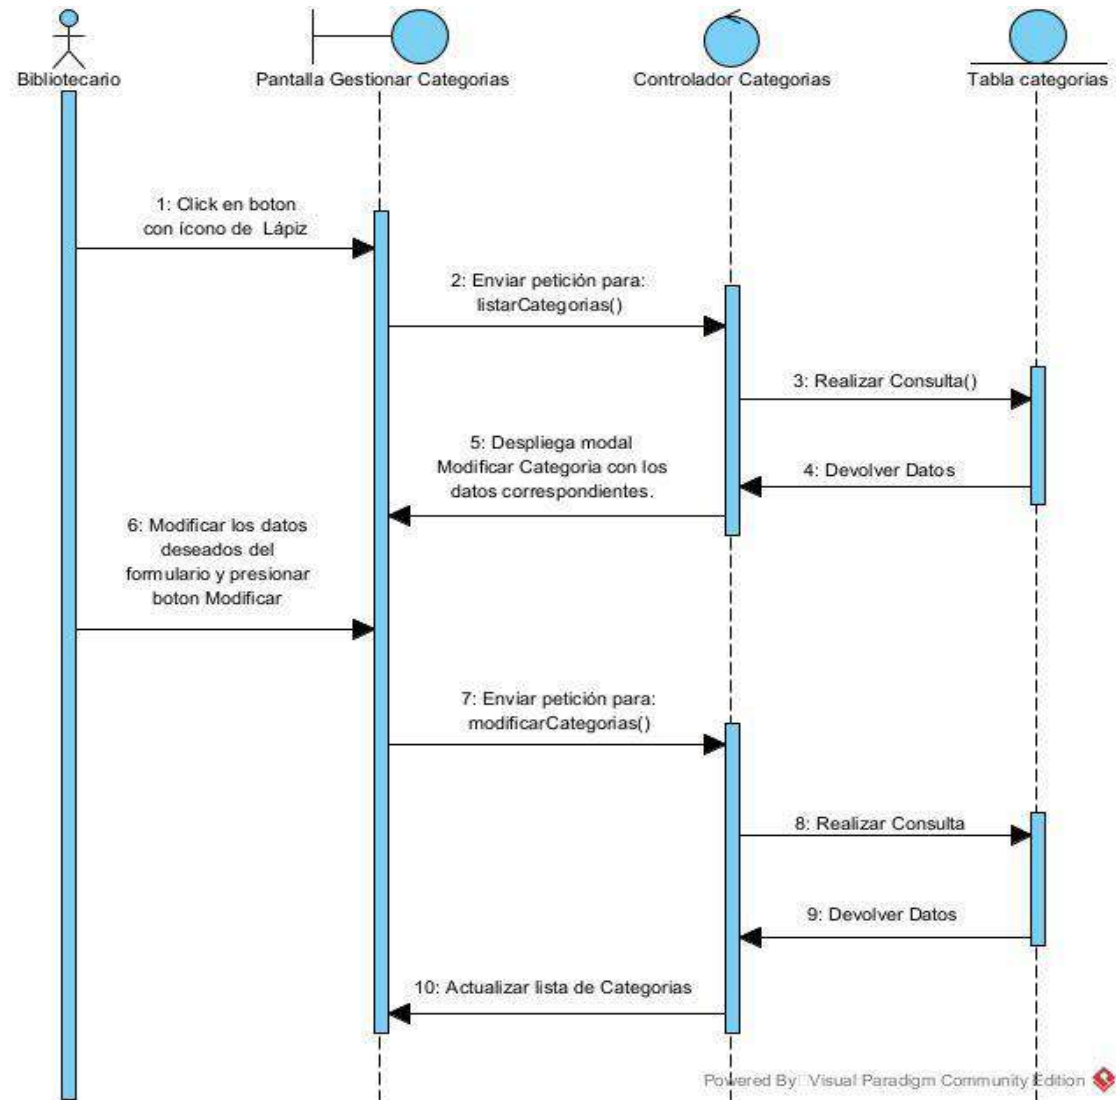 Bibliotecario
Pantalla Gestionar Categorias
Controlador Categorias
Tabla categorias
1: Click en boton
con ícono de Lápiz
2: Enviar petición para:
listarCategorias()
3: Realizar Consulta()
4: Devolver Datos
5: Despliega modal
Modificar Categoria con los
datos correspondientes.
6: Modificar los datos
deseados del
formulario y presionar
boton Modificar
7: Enviar petición para:
modificarCategorias()
8: Realizar Consulta
9: Devolver Datos
10: Actualizar lista de Categorias
Powered By Visual Paradigm Community Edition